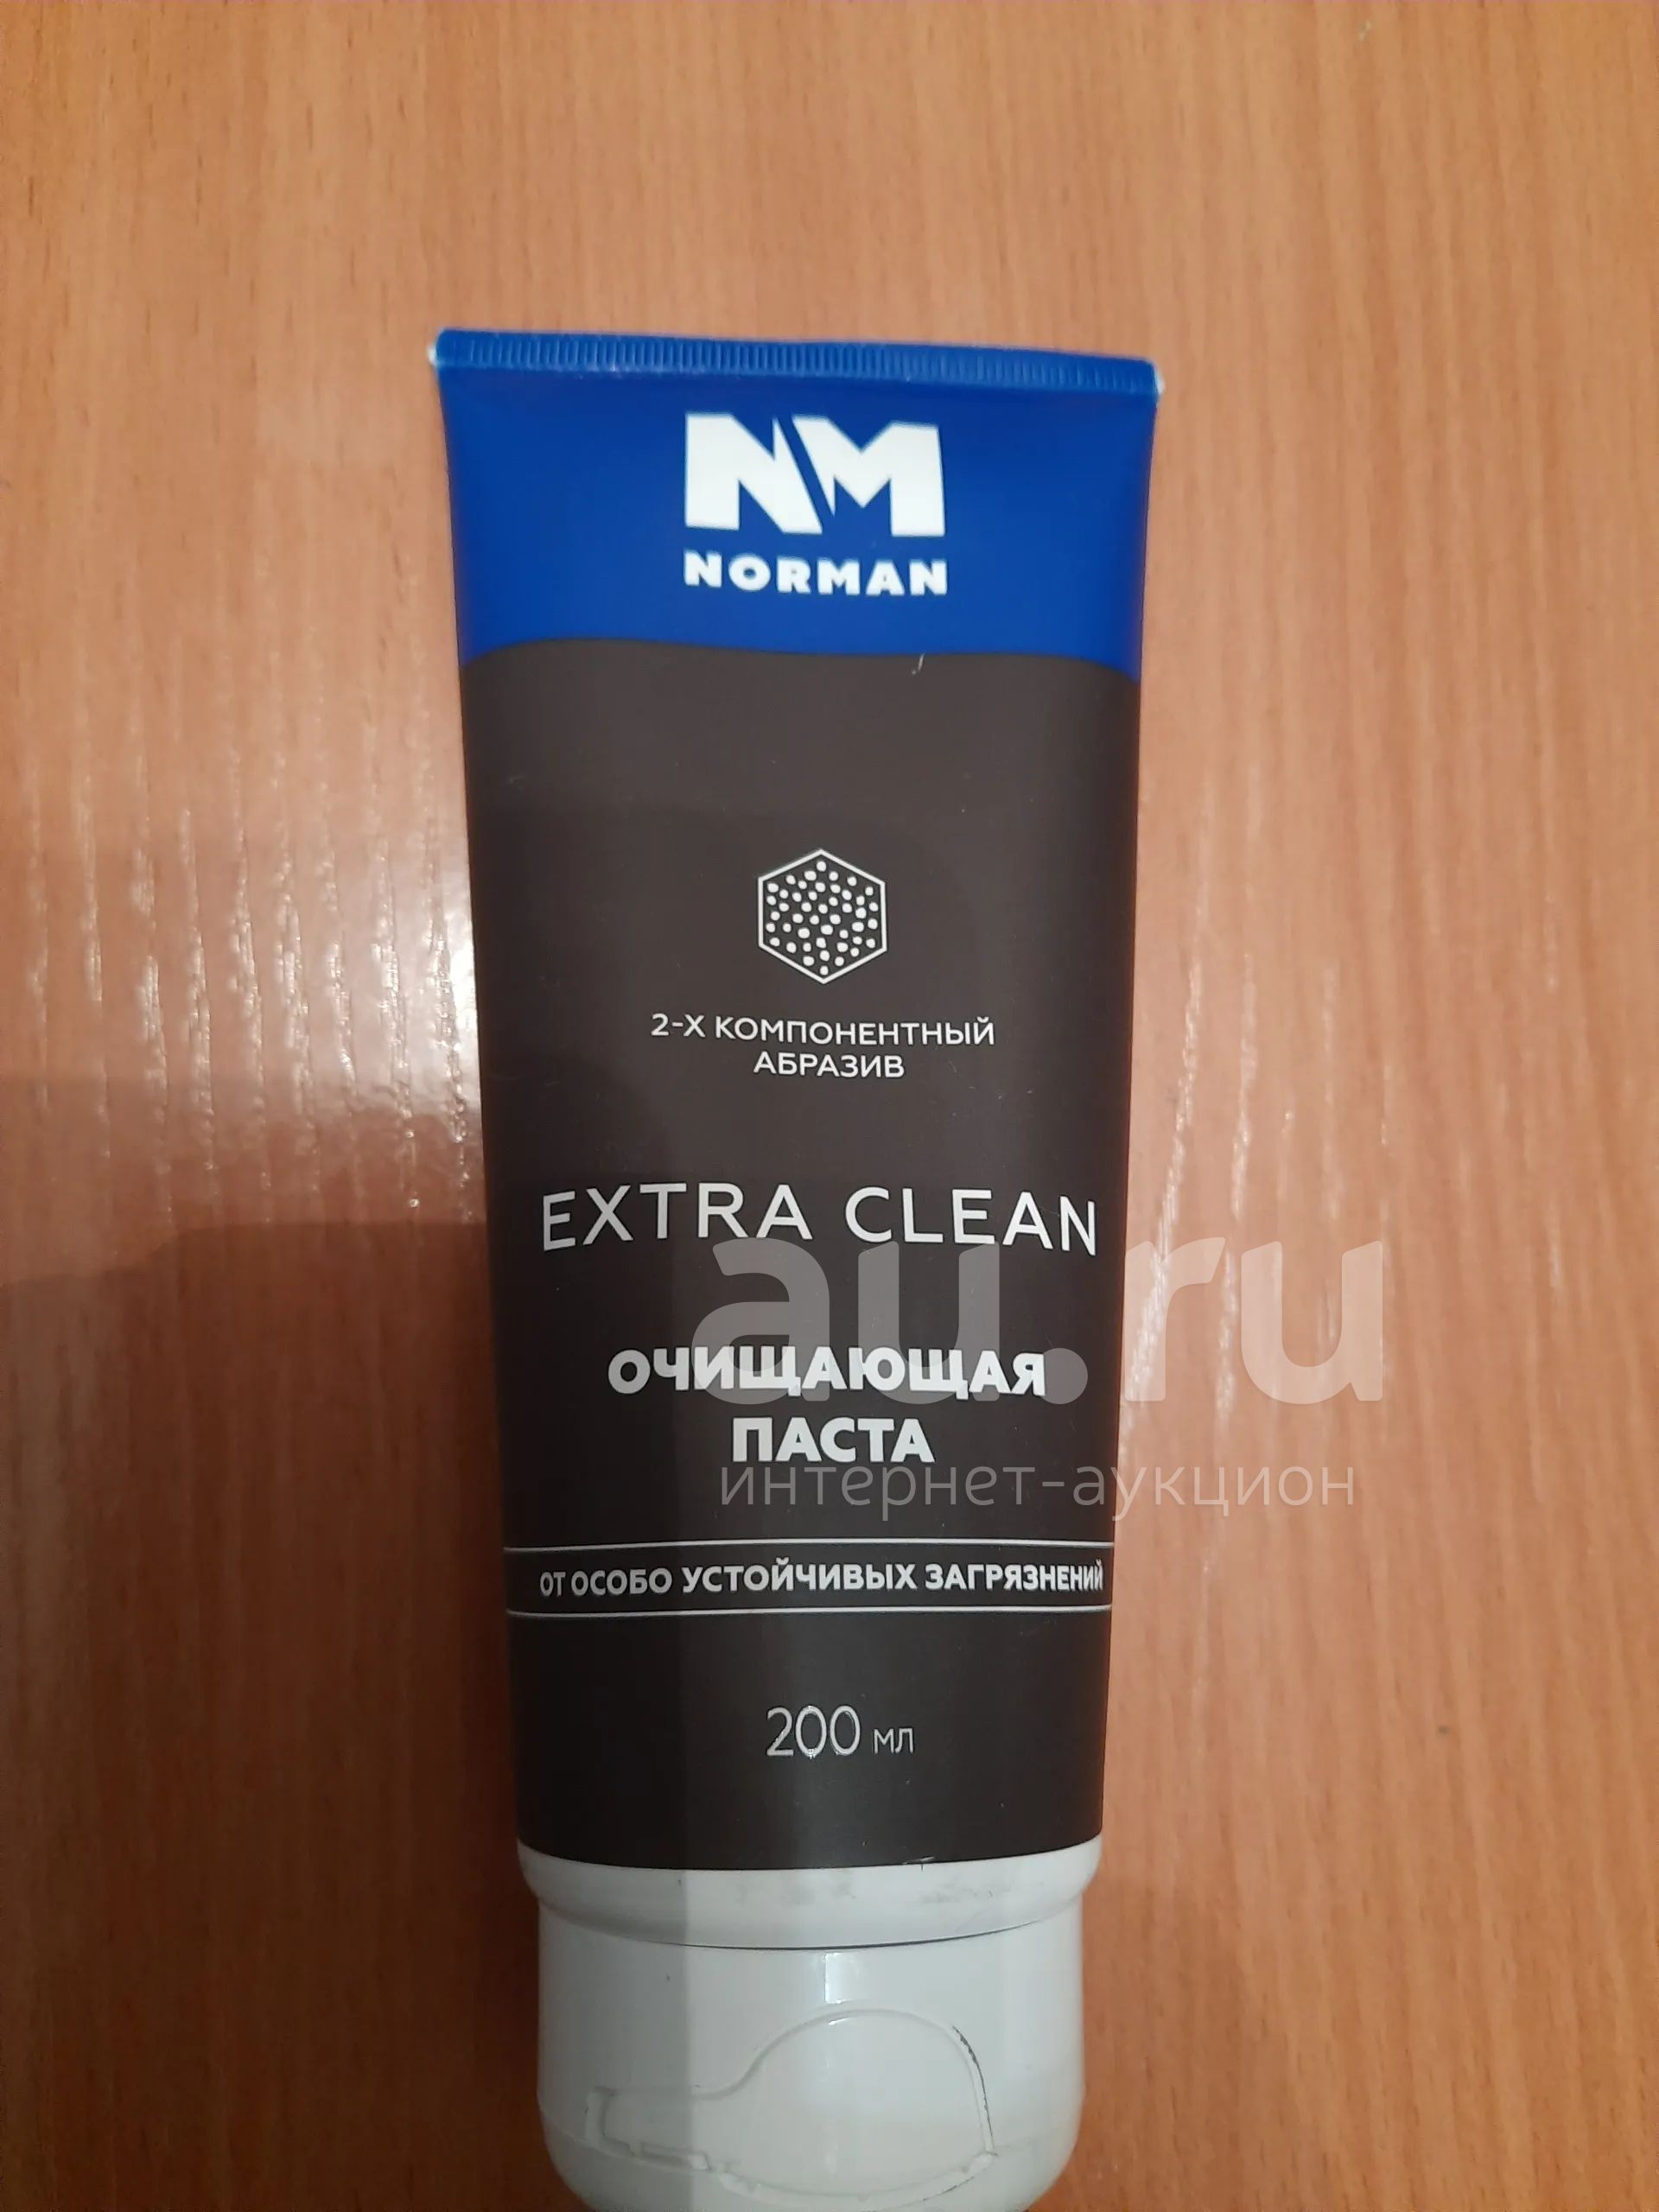 NM
NORMAN
2-Х КОМПОНЕНТНЫЙ
АБРАЗИВ
EXTRA CLEAN
au.ru
ОЧИЩАЮЩАЯ
ПАСТА
интернет-аукцион
ОТ ОСОБО УСТОЙЧИВЫХ ЗАГРЯЗНЕНИЙ
200 мл